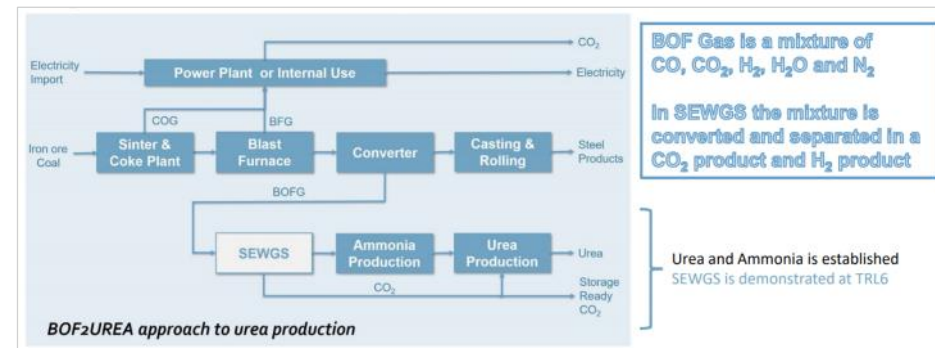 CO₂
Electricity
Import
Power Plant or Internal Use
Electricity
COG
BFG
Iron ore
Coal
Sinter &
Coke Plant
Blast
Furnace
Converter
Casting &
Rolling
Steel
Products
BOFG
SEWGS
Ammonia
Production
Urea
Production
Urea
CO₂
Storage
Ready
CO₂
BOF2UREA approach to urea production
BOF Gas is a mixture of
CO, CO₂, H₂, H₂O and N₂
In SEWGS the mixture is
converted and separated in a
CO₂ product and H₂ product
Urea and Ammonia is established
SEWGS is demonstrated at TRL6